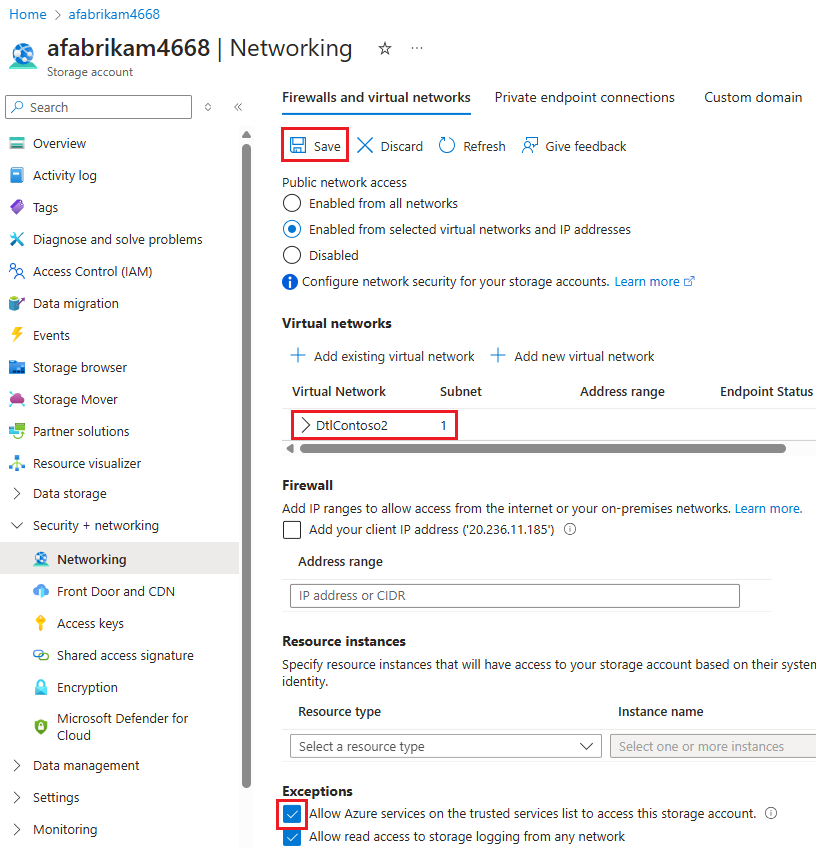 Home > afabrikam4668
afabrikam4668 | Networking
Storage account
Search
Overview
Activity log
Tags
Diagnose and solve problems
Access Control (IAM)
Data migration
Events
Storage browser
Storage Mover
Partner solutions
Resource visualizer
Data storage
Security + networking
Networking
Front Door and CDN
Access keys
Shared access signature
Encryption
Microsoft Defender for
Cloud
Data management
Settings
Monitoring
Firewalls and virtual networks Private endpoint connections Custom domain
Save Discard Refresh Give feedback
Public network access
Enabled from all networks
Enabled from selected virtual networks and IP addresses
Disabled
Configure network security for your storage accounts. Learn more
Virtual networks
Add existing virtual network Add new virtual network
Virtual Network Subnet Address range Endpoint Status
DtlContoso2 1
Firewall
Add IP ranges to allow access from the internet or your on-premises networks. Learn more.
Add your client IP address ('20.236.11.185')
Address range
IP address or CIDR
Resource instances
Specify resource instances that will have access to your storage account based on their system
identity.
Resource type Instance name
Select a resource type Select one or more instances
Exceptions
Allow Azure services on the trusted services list to access this storage account.
Allow read access to storage logging from any network